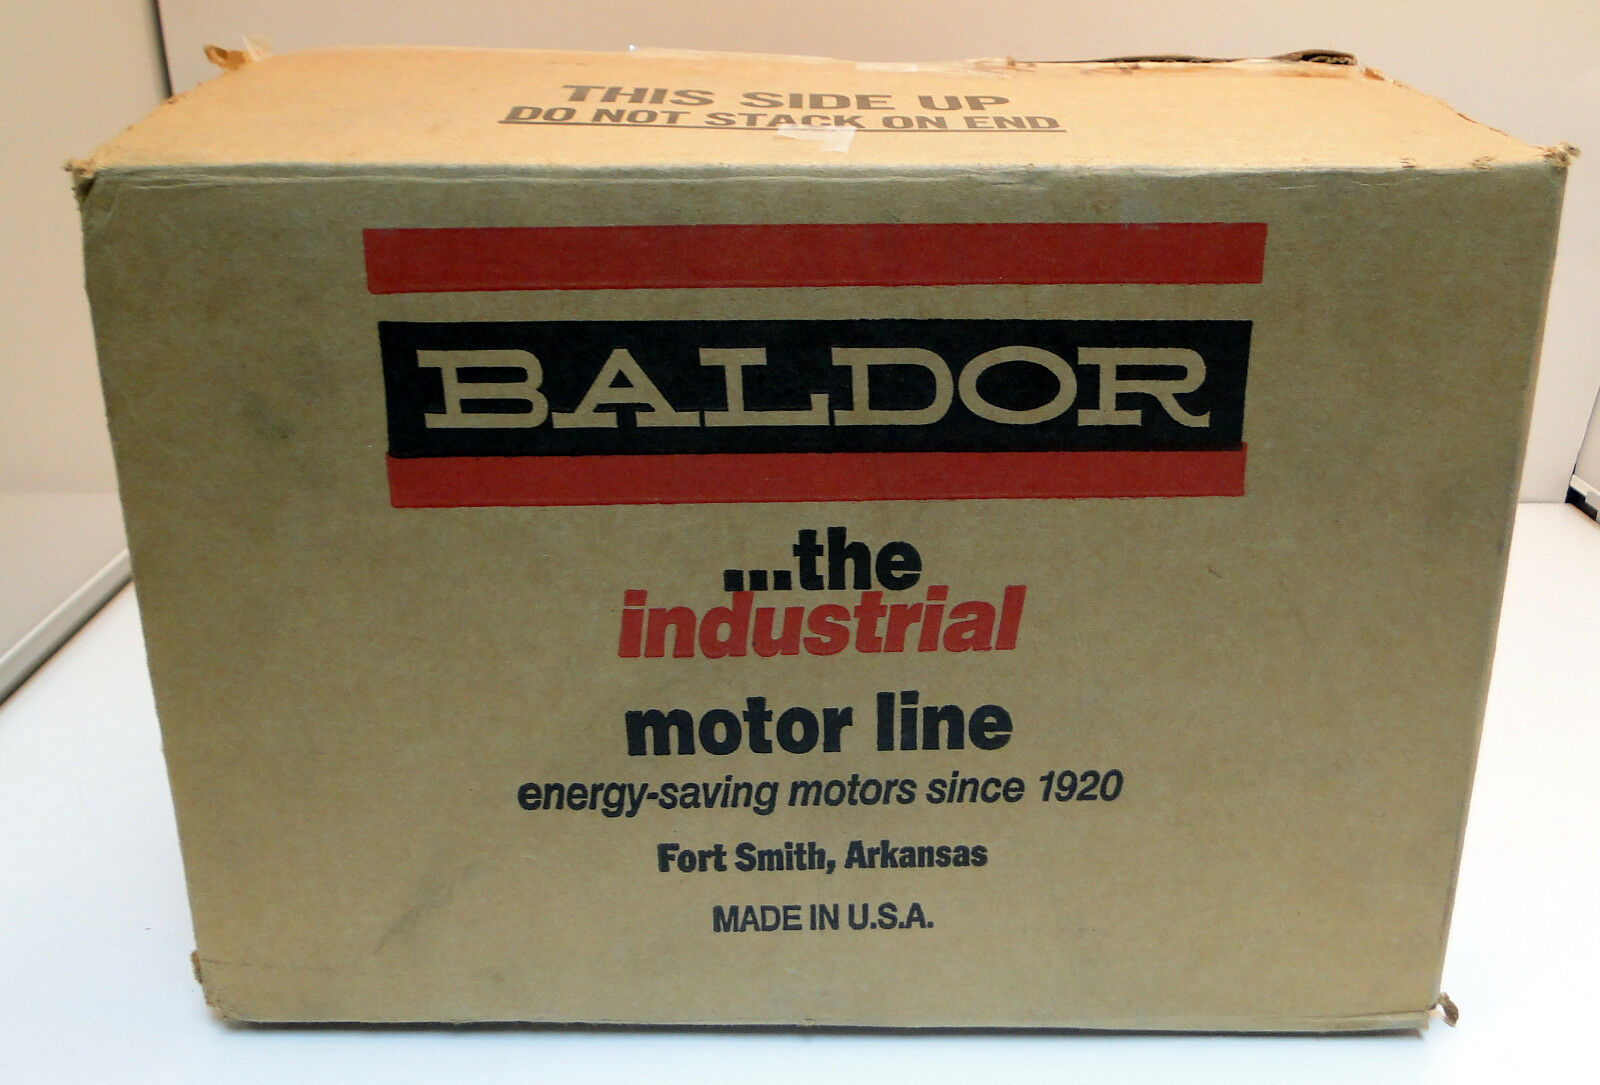 THIS SIDE UP
DO NOT STACK ON END
BALDOR
...the
industrial
motor line
energy-saving motors since 1920
Fort Smith, Arkansas
MADE IN U.S.A.